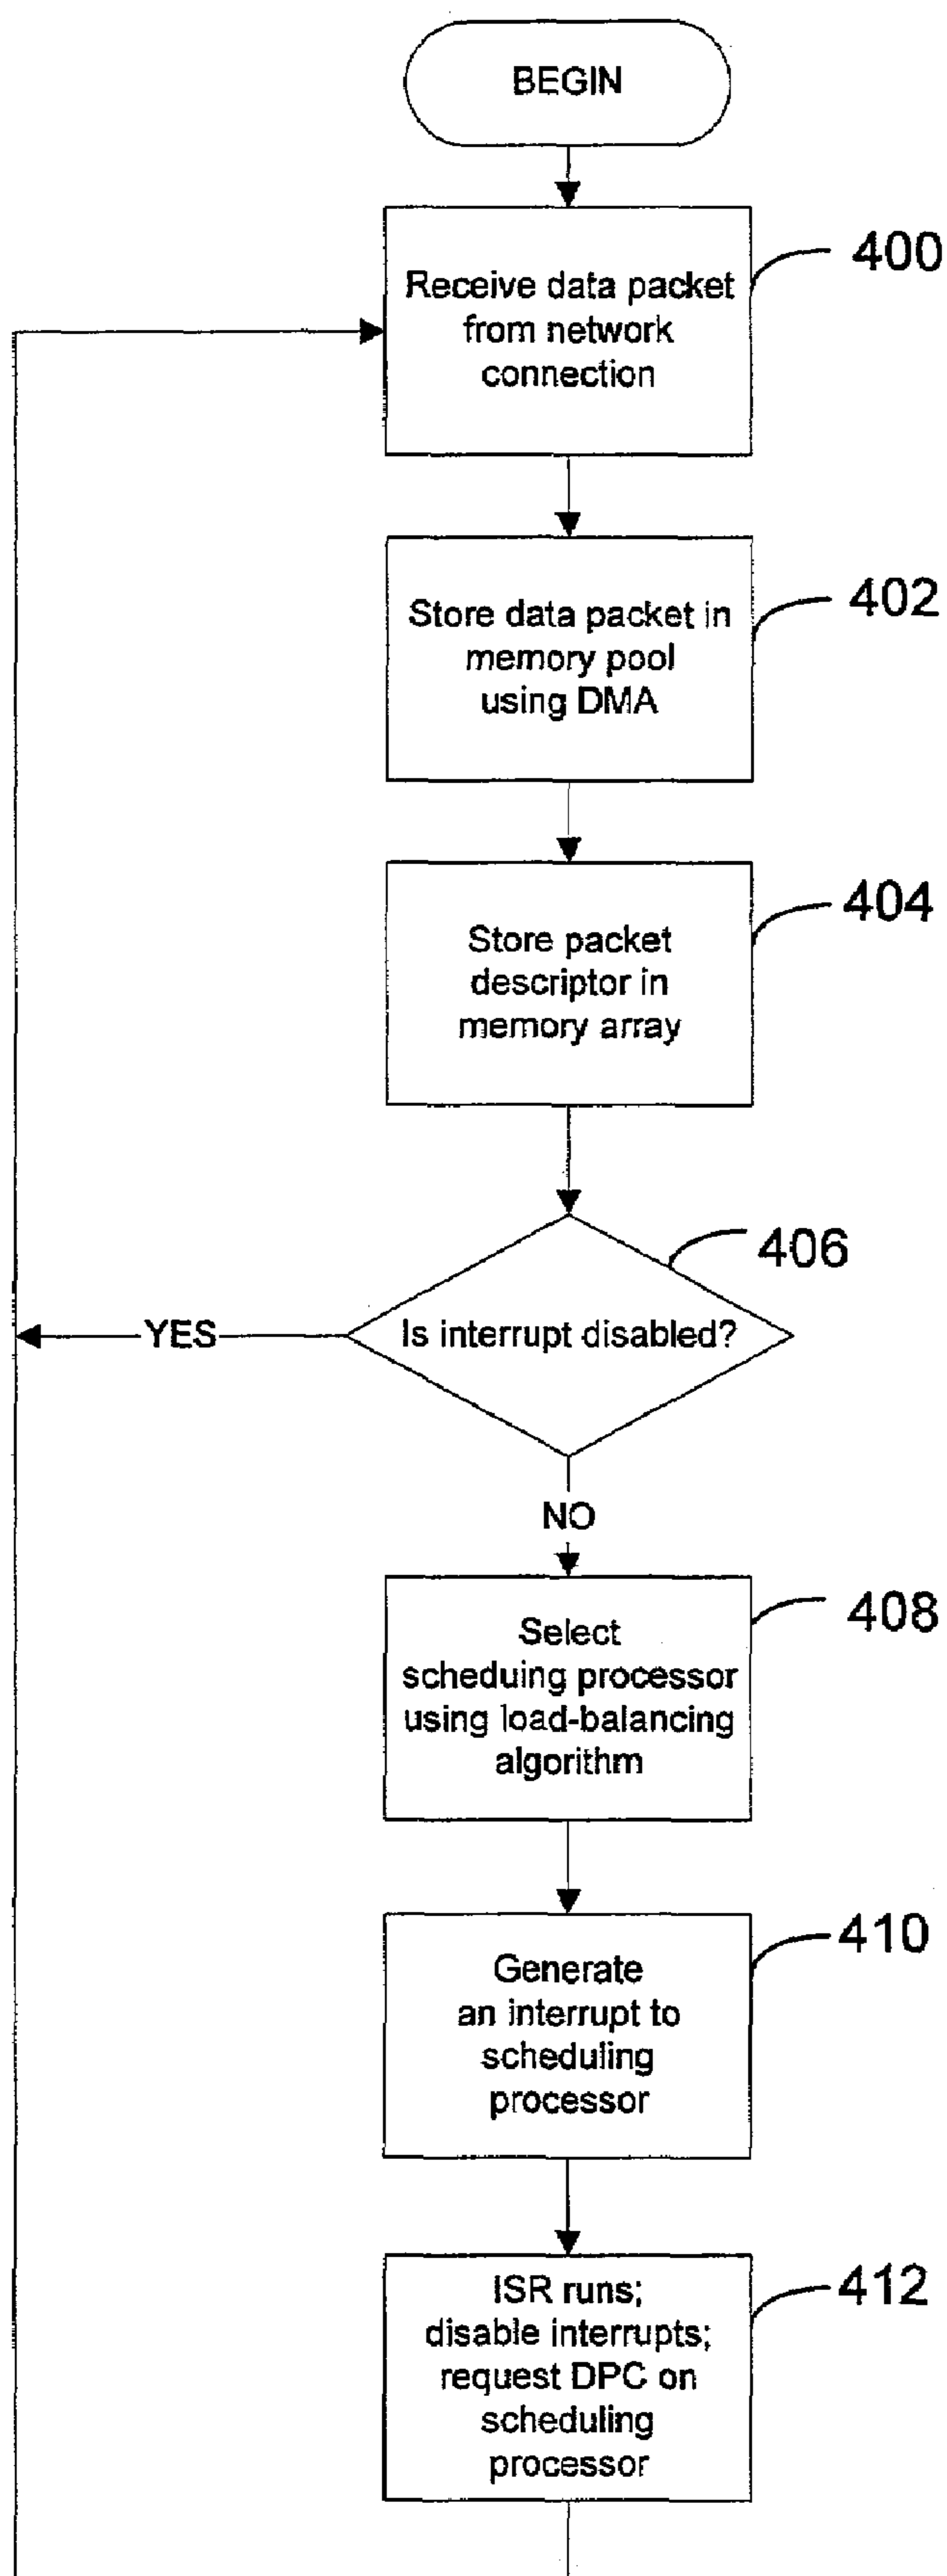 BEGIN
Receive data packet
from network
connection
400
Store data packet in
memory pool
using DMA
402
Store packet
descriptor in
memory array
404
406
Is interrupt disabled?
YES
NO
Select
scheduing processor
using load-balancing
algorithm
408
Generate
an interrupt to
scheduling
processor
410
ISR runs;
disable interrupts;
request DPC on
scheduling
processor
412